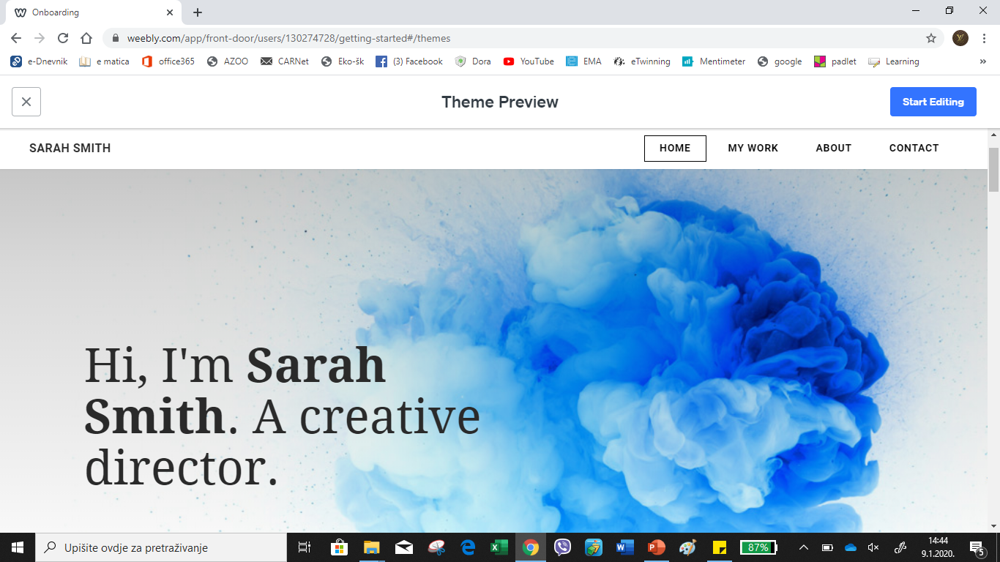 Onboarding
weebly.com/app/front-door/users/130274728/getting-started#/themes
e-Dnevnik e matica office365 AZOO CARNet Eko-šk (3) Facebook Dora YouTube EMA eTwinning Mentimeter google padlet Learning »
Theme Preview
Start Editing
SARAH SMITH
HOME MY WORK ABOUT CONTACT
Hi, I'm Sarah
Smith. A creative
director.
Upišite ovdje za pretraživanje
87%
14:44
9.1.2020.
5